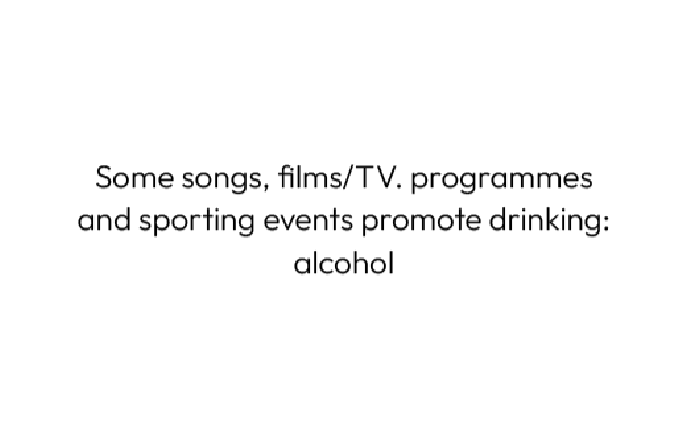 Some songs, films/TV. programmes
and sporting events promote drinking:
alcohol